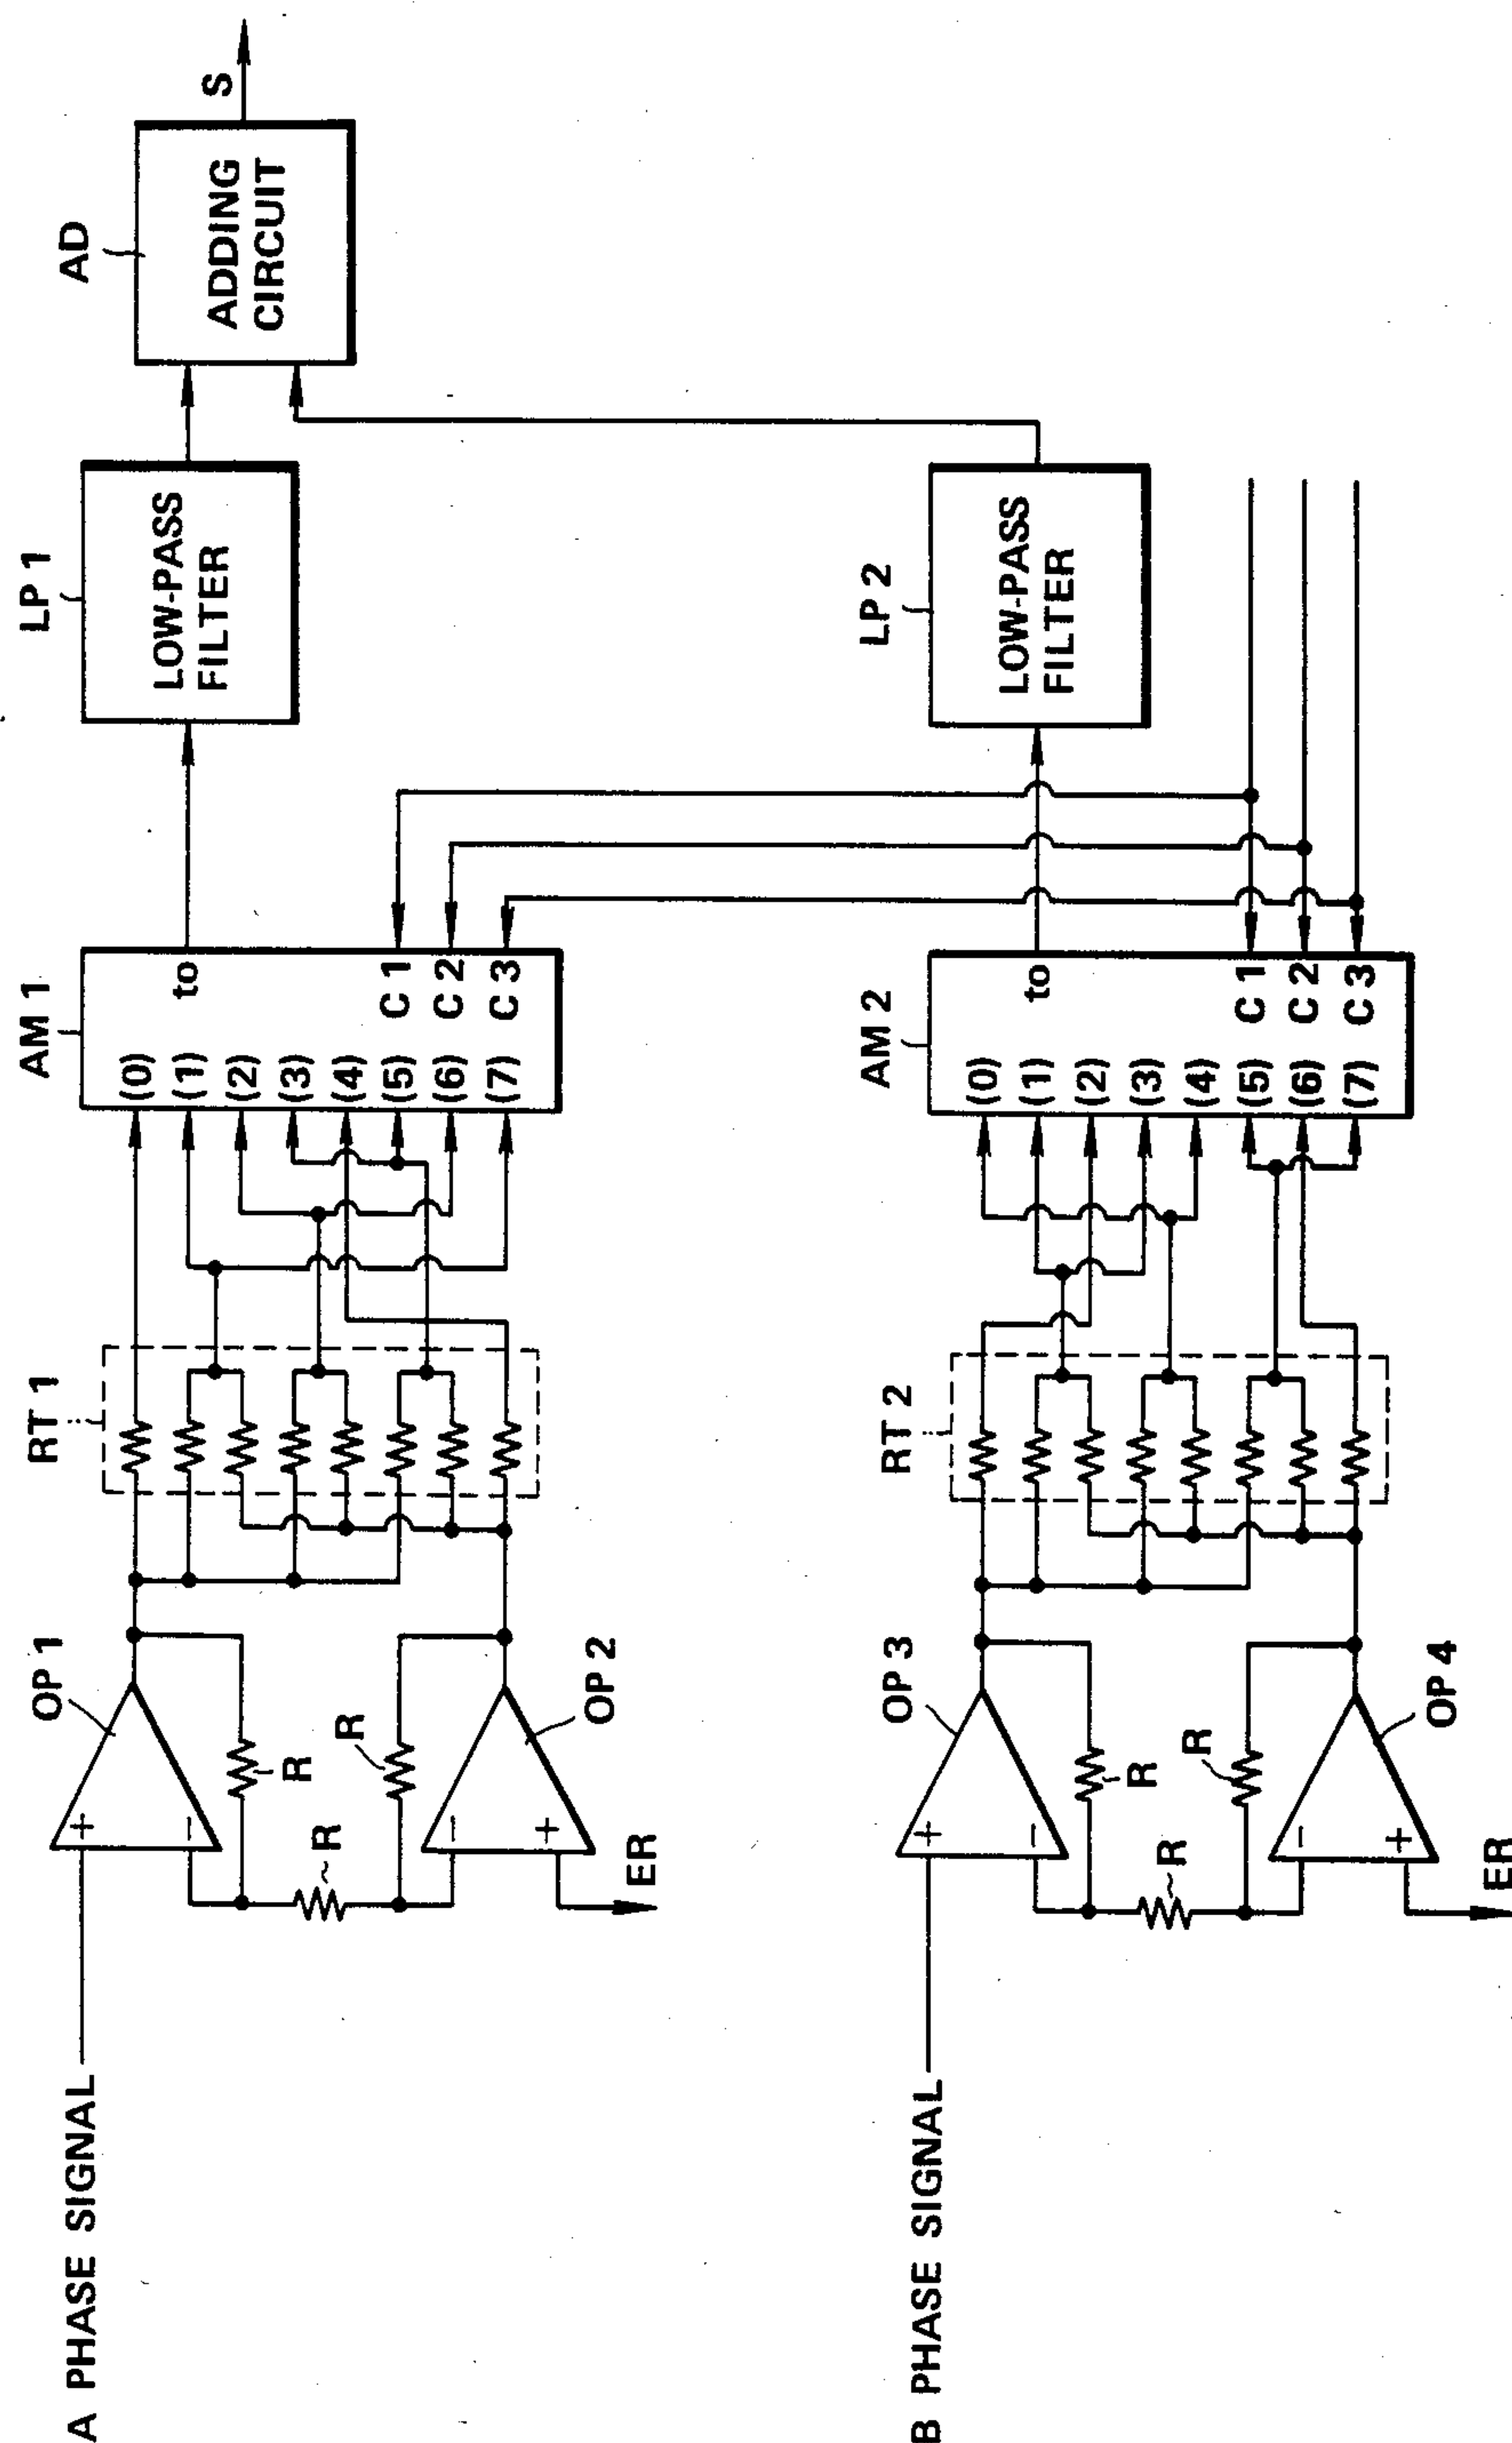 A PHASE SIGNAL
OP 1
R
R
R
OP 2
ER
RT 1
AM 1
(0)
(1)
(2)
(3)
(4)
(5)
(6)
(7)
to
C 1
C 2
C 3
LP 1
LOW-PASS
FILTER
AD
ADDING
CIRCUIT
S
B PHASE SIGNAL
OP 3
R
R
R
OP 4
ER
RT 2
AM 2
(0)
(1)
(2)
(3)
(4)
(5)
(6)
(7)
to
C 1
C 2
C 3
LP 2
LOW-PASS
FILTER